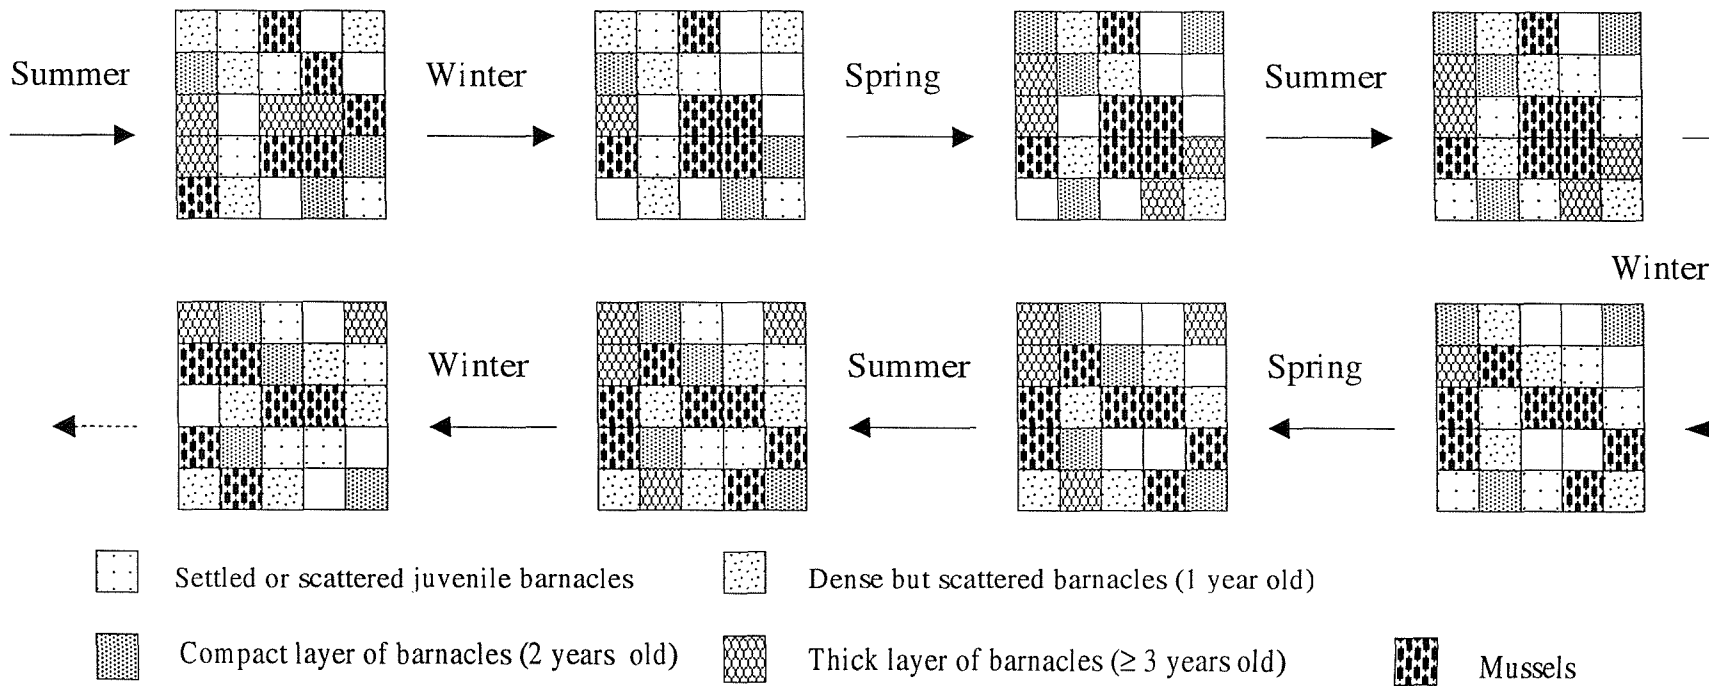 Summer
Winter
Spring
Summer
Winter
Winter
Summer
Spring
Settled or scattered juvenile barnacles
Dense but scattered barnacles (1 year old)
Compact layer of barnacles (2 years old)
Thick layer of barnacles (≥ 3 years old)
Mussels